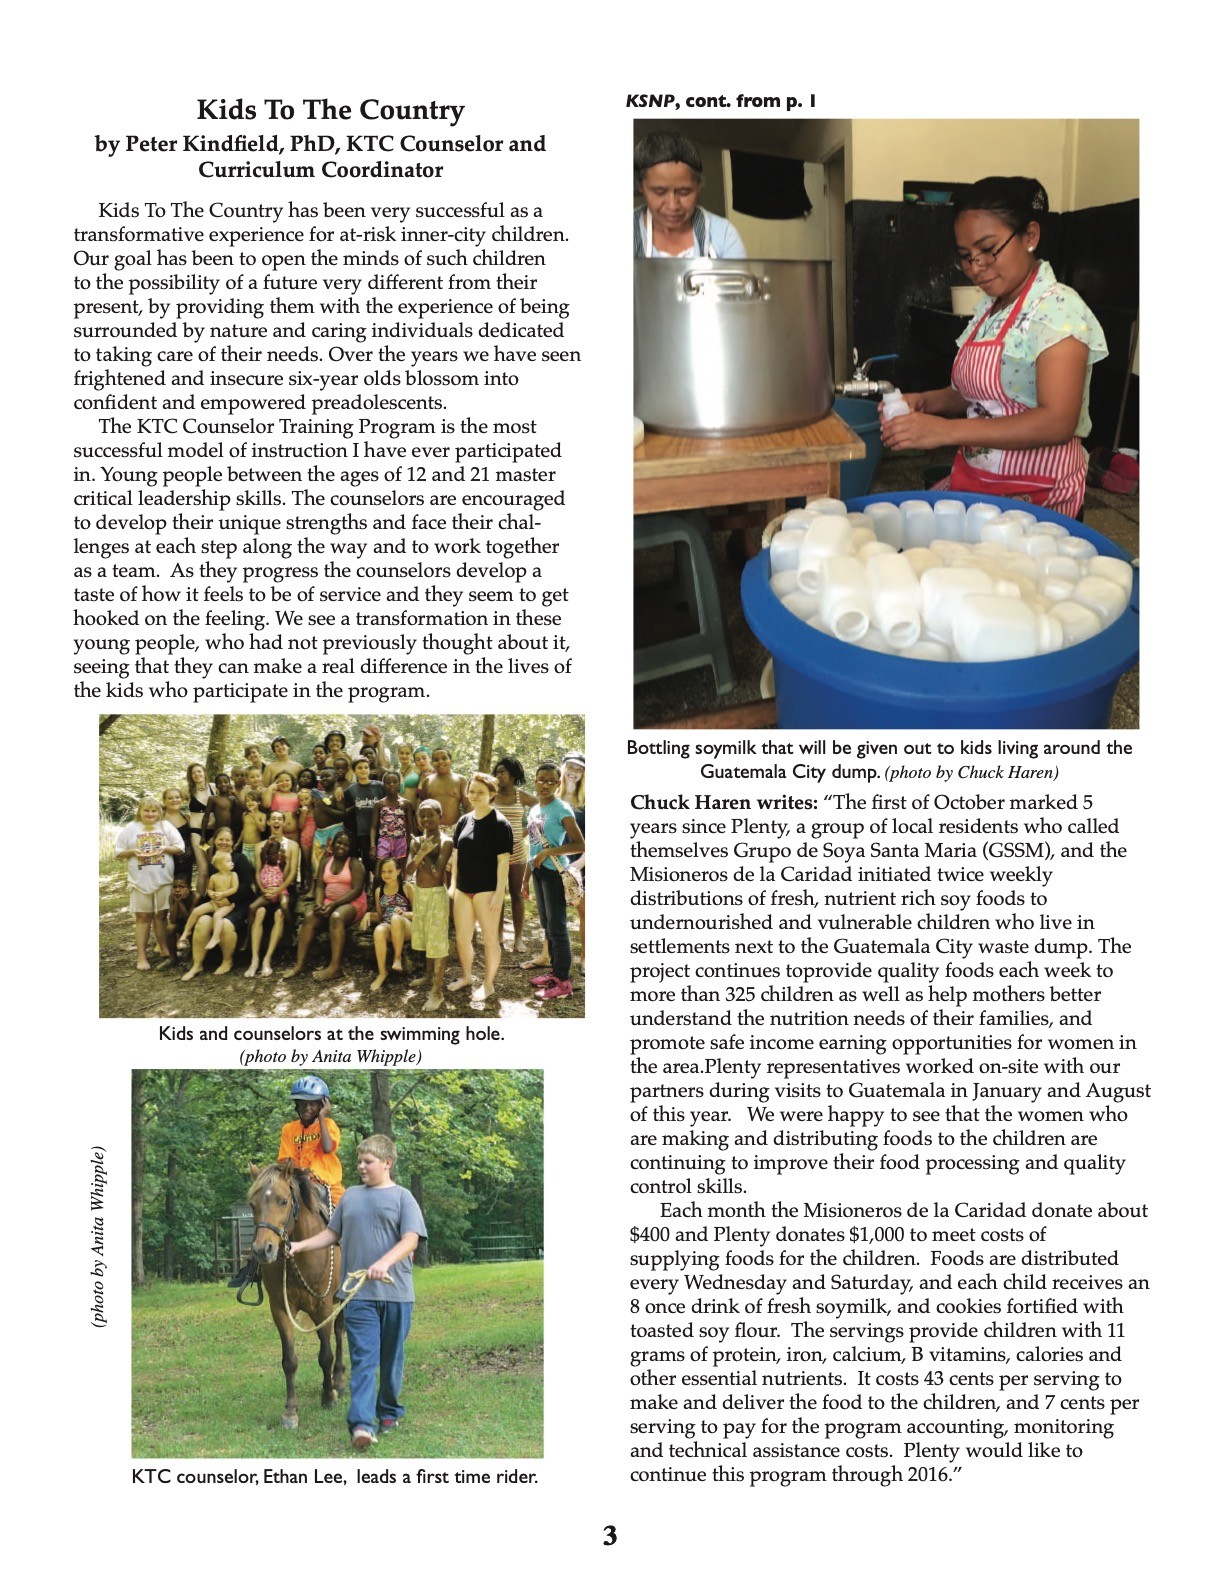 Kids To The Country
by Peter Kindfield, PhD, KTC Counselor and
Curriculum Coordinator
Kids To The Country has been very successful as a
transformative experience for at-risk inner-city children.
Our goal has been to open the minds of such children
to the possibility of a future very different from their
present, by providing them with the experience of being
surrounded by nature and caring individuals dedicated
to taking care of their needs. Over the years we have seen
frightened and insecure six-year olds blossom into
confident and empowered preadolescents.
The KTC Counselor Training Program is the most
successful model of instruction I have ever participated
in. Young people between the ages of 12 and 21 master
critical leadership skills. The counselors are encouraged
to develop their unique strengths and face their chal-
lenges at each step along the way and to work together
as a team.  As they progress the counselors develop a
taste of how it feels to be of service and they seem to get
hooked on the feeling. We see a transformation in these
young people, who had not previously thought about it,
seeing that they can make a real difference in the lives of
the kids who participate in the program.
Kids and counselors at the swimming hole.
(photo by Anita Whipple)
(photo by Anita Whipple)
KTC counselor, Ethan Lee,  leads a first time rider.
KSNP, cont. from p. 1
Bottling soymilk that will be given out to kids living around the
Guatemala City dump. (photo by Chuck Haren)
Chuck Haren writes: “The first of October marked 5
years since Plenty, a group of local residents who called
themselves Grupo de Soya Santa Maria (GSSM), and the
Misioneros de la Caridad initiated twice weekly
distributions of fresh, nutrient rich soy foods to
undernourished and vulnerable children who live in
settlements next to the Guatemala City waste dump. The
project continues toprovide quality foods each week to
more than 325 children as well as help mothers better
understand the nutrition needs of their families, and
promote safe income earning opportunities for women in
the area.Plenty representatives worked on-site with our
partners during visits to Guatemala in January and August
of this year.   We were happy to see that the women who
are making and distributing foods to the children are
continuing to improve their food processing and quality
control skills.
Each month the Misioneros de la Caridad donate about
$400 and Plenty donates $1,000 to meet costs of
supplying foods for the children.  Foods are distributed
every Wednesday and Saturday, and each child receives an
8 once drink of fresh soymilk, and cookies fortified with
toasted soy flour.  The servings provide children with 11
grams of protein, iron, calcium, B vitamins, calories and
other essential nutrients.  It costs 43 cents per serving to
make and deliver the food to the children, and 7 cents per
serving to pay for the program accounting, monitoring
and technical assistance costs.  Plenty would like to
continue this program through 2016.”
3